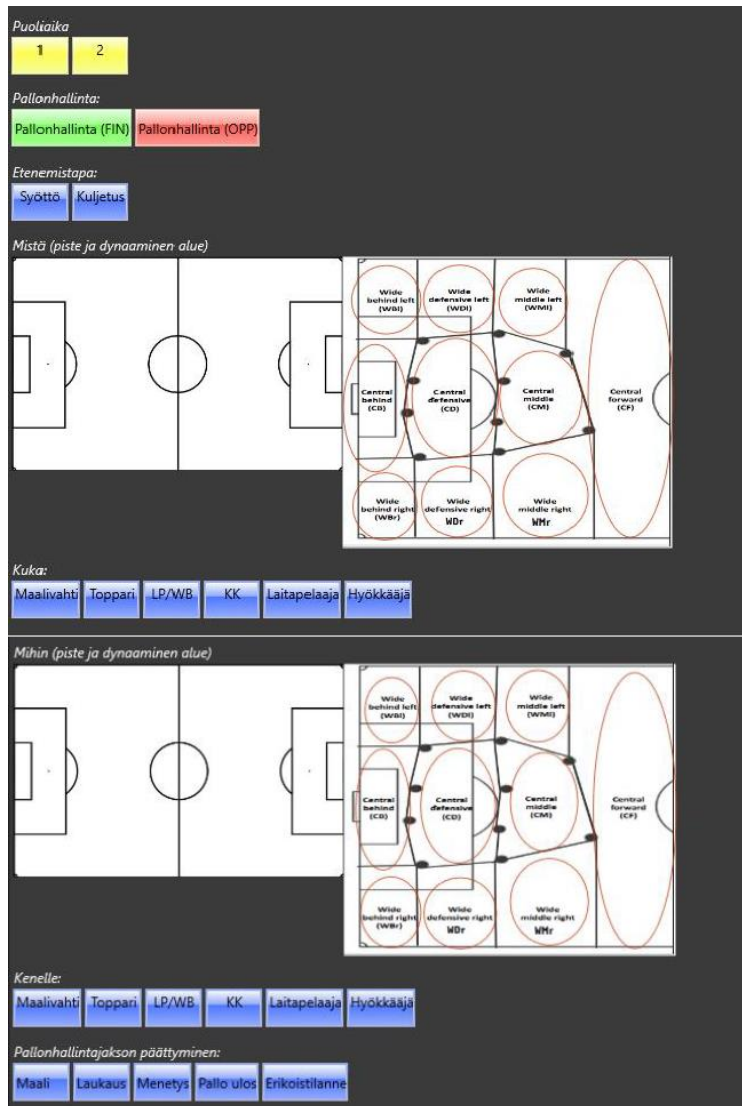 Puoliaika
1 2
Pallonhallinta:
Pallonhallinta (FIN) Pallonhallinta (OPP)
Etenemistapa:
Syöttö Kuljetus
Mistä (piste ja dynaaminen alue)
Wide behind left (WBl)
Wide defensive left (WDl)
Wide middle left (WMl)
Central behind (CB)
Central defensive (CD)
Central middle (CM)
Central forward (CF)
Wide behind right (WBr)
Wide defensive right WDr
Wide middle right WMr
Kuka:
Maalivahti Toppari LP/WB KK Laitapelaaja Hyökkääjä
Mihin (piste ja dynaaminen alue)
Wide behind left (WBl)
Wide defensive left (WDl)
Wide middle left (WMl)
Central behind (CB)
Central defensive (CD)
Central middle (CM)
Central forward (CF)
Wide behind right (WBr)
Wide defensive right WDr
Wide middle right WMr
Kenelle:
Maalivahti Toppari LP/WB KK Laitapelaaja Hyökkääjä
Pallonhallintajakson päättyminen:
Maali Laukaus Menetys Pallo ulos Erikoistilanne